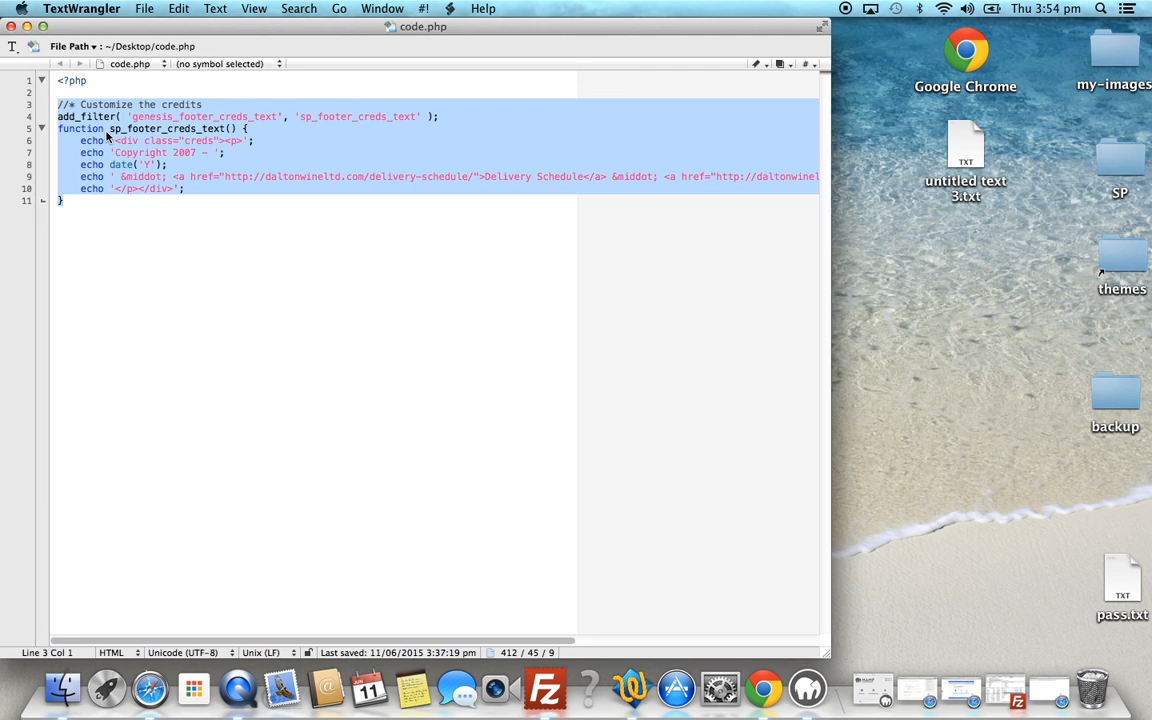 TextWrangler File Edit Text View Search Go Window #! Help Thu 3:54 pm
code.php
File Path ▾ : ~/Desktop/code.php
code.php (no symbol selected) #
1 <?php
2
3 //* Customize the credits
4 add_filter( 'genesis_footer_creds_text', 'sp_footer_creds_text' );
5 function sp_footer_creds_text() {
6 echo '<div class="creds"><p>';
7 echo 'Copyright 2007 - ';
8 echo date('Y');
9 echo ' &middot; <a href="http://daltonwineltd.com/delivery-schedule/">Delivery Schedule</a> &middot; <a href="http://daltonwinel
10 echo '</p></div>';
11 }
Line 3 Col 1 HTML Unicode (UTF-8) Unix (LF) Last saved: 11/06/2015 3:37:19 pm 412 / 45 / 9
Google Chrome
my-images
TXT
untitled text
3.txt
SP
themes
backup
TXT
pass.txt
JUN
11
Fz